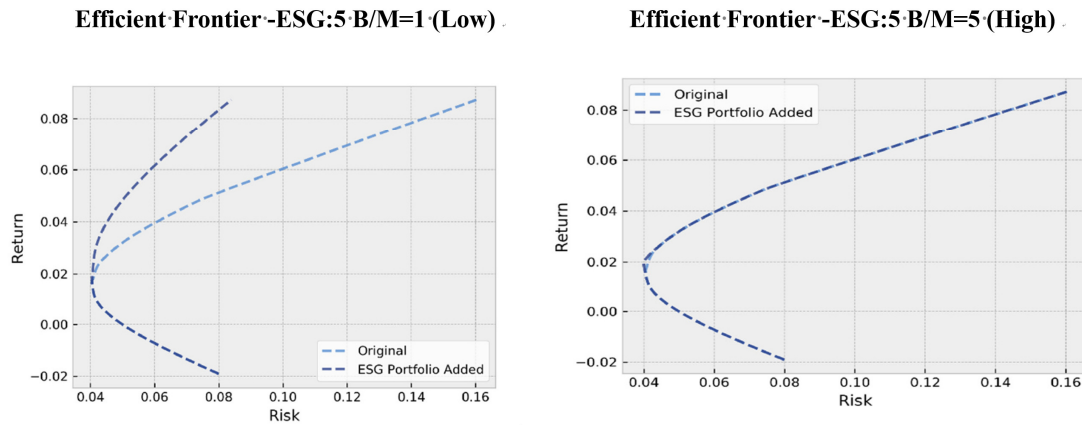 Efficient Frontier -ESG:5 B/M=1 (Low)
Efficient Frontier -ESG:5 B/M=5 (High)
0.08
0.06
0.04
0.02
0.00
−0.02
Return
0.04 0.06 0.08 0.10 0.12 0.14 0.16
Risk
Original
ESG Portfolio Added
0.08
0.06
0.04
0.02
0.00
−0.02
Return
0.04 0.06 0.08 0.10 0.12 0.14 0.16
Risk
Original
ESG Portfolio Added